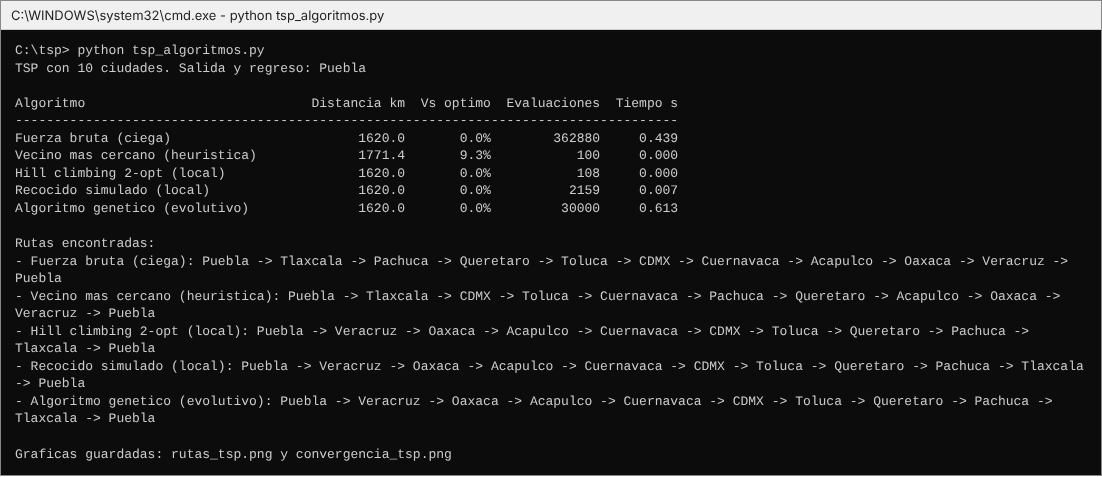 C:\WINDOWS\system32\cmd.exe - python tsp_algoritmos.py
C:\tsp> python tsp_algoritmos.py
TSP con 10 ciudades. Salida y regreso: Puebla
Algoritmo Distancia km Vs optimo Evaluaciones Tiempo s
-------------------------------------------------------------------------------------
Fuerza bruta (ciega) 1620.0 0.0% 362880 0.439
Vecino mas cercano (heuristica) 1771.4 9.3% 100 0.000
Hill climbing 2-opt (local) 1620.0 0.0% 108 0.000
Recocido simulado (local) 1620.0 0.0% 2159 0.007
Algoritmo genetico (evolutivo) 1620.0 0.0% 30000 0.613
Rutas encontradas:
- Fuerza bruta (ciega): Puebla -> Tlaxcala -> Pachuca -> Queretaro -> Toluca -> CDMX -> Cuernavaca -> Acapulco -> Oaxaca -> Veracruz ->
Puebla
- Vecino mas cercano (heuristica): Puebla -> Tlaxcala -> CDMX -> Toluca -> Cuernavaca -> Pachuca -> Queretaro -> Acapulco -> Oaxaca ->
Veracruz -> Puebla
- Hill climbing 2-opt (local): Puebla -> Veracruz -> Oaxaca -> Acapulco -> Cuernavaca -> CDMX -> Toluca -> Queretaro -> Pachuca ->
Tlaxcala -> Puebla
- Recocido simulado (local): Puebla -> Veracruz -> Oaxaca -> Acapulco -> Cuernavaca -> CDMX -> Toluca -> Queretaro -> Pachuca -> Tlaxcala
-> Puebla
- Algoritmo genetico (evolutivo): Puebla -> Veracruz -> Oaxaca -> Acapulco -> Cuernavaca -> CDMX -> Toluca -> Queretaro -> Pachuca ->
Tlaxcala -> Puebla
Graficas guardadas: rutas_tsp.png y convergencia_tsp.png